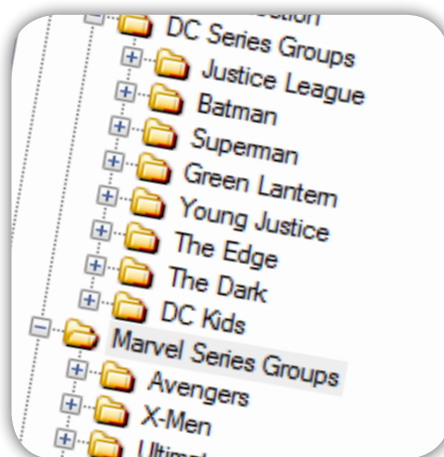 DC Series Groups
Justice League
Batman
Superman
Green Lantern
Young Justice
The Edge
The Dark
DC Kids
Marvel Series Groups
Avengers
X-Men